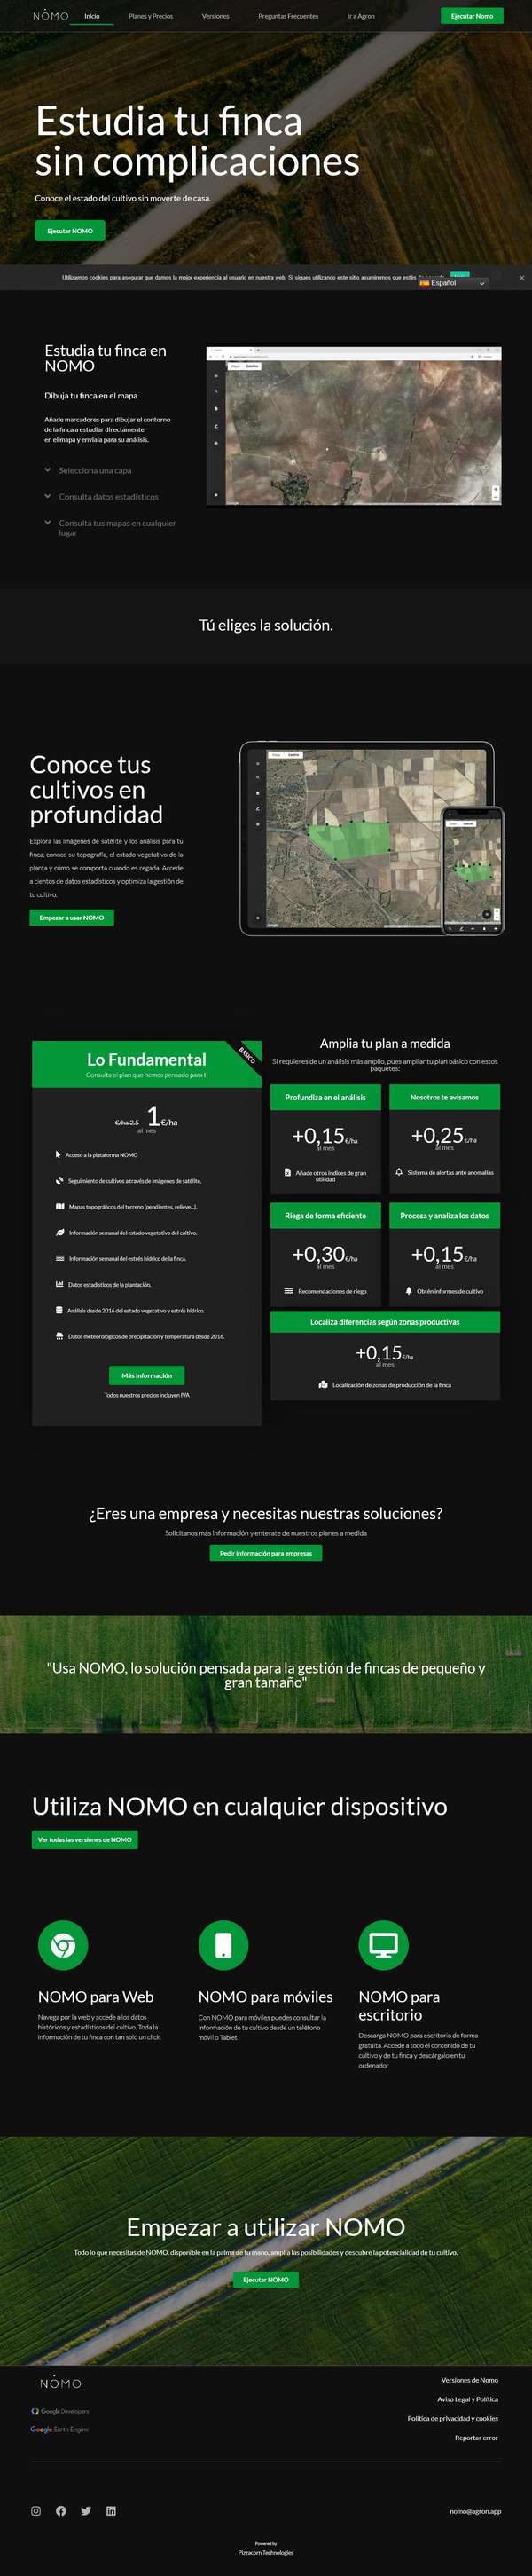 NOMO
Inicio
Planes y Precios
Versiones
Preguntas Frecuentes
Ir a Agron
Ejecutar Nomo
Estudia tu finca
sin complicaciones
Conoce el estado del cultivo sin moverte de casa.
Ejecutar NOMO
Utilizamos cookies para asegurar que damos la mejor experiencia al usuario en nuestra web. Si sigues utilizando este sitio asumiremos que estás
Español
Estudia tu finca en
NOMO
Dibuja tu finca en el mapa
Añade marcadores para dibujar el contorno
de la finca a estudiar directamente
en el mapa y envíala para su análisis.
Selecciona una capa
Consulta datos estadísticos
Consulta tus mapas en cualquier
lugar
Tú eliges la solución.
Conoce tus
cultivos en
profundidad
Explora las imágenes de satélite y los análisis para tu
finca, conoce su topografía, el estado vegetativo de la
planta y cómo se comporta cuando es regada. Accede
a cientos de datos estadísticos y optimiza la gestión de
tu cultivo.
Empezar a usar NOMO
BÁSICO
Lo Fundamental
Consulta el plan que hemos pensado para ti
€/ha 2.5 1€/ha
al mes
Acceso a la plataforma NOMO
Seguimiento de cultivos a través de imágenes de satélite.
Mapas topográficos del terreno (pendientes, relieve...).
Información semanal del estado vegetativo del cultivo.
Información semanal del estrés hídrico de la finca.
Datos estadísticos de la plantación.
Análisis desde 2016 del estado vegetativo y estrés hídrico.
Datos meteorológicos de precipitación y temperatura desde 2016.
Más información
Todos nuestros precios incluyen IVA
Amplia tu plan a medida
Si requieres de un análisis más amplio, pues ampliar tu plan básico con estos
paquetes:
Profundiza en el análisis
+0,15€/ha
al mes
Añade otros índices de gran
utilidad
Nosotros te avisamos
+0,25€/ha
al mes
Sistema de alertas ante anomalías
Riega de forma eficiente
+0,30€/ha
al mes
Recomendaciones de riego
Procesa y analiza los datos
+0,15€/ha
al mes
Obtén informes de cultivo
Localiza diferencias según zonas productivas
+0,15€/ha
al mes
Localización de zonas de producción de la finca
¿Eres una empresa y necesitas nuestras soluciones?
Solicítanos más información y enterate de nuestros planes a medida
Pedir información para empresas
"Usa NOMO, lo solución pensada para la gestión de fincas de pequeño y
gran tamaño"
Utiliza NOMO en cualquier dispositivo
Ver todas las versiones de NOMO
NOMO para Web
Navega por la web y accede a los datos
históricos y estadísticos del cultivo. Toda la
información de tu finca con tan solo un click.
NOMO para móviles
Con NOMO para móviles puedes consultar la
información de tu cultivo desde un teléfono
móvil o Tablet
NOMO para
escritorio
Descarga NOMO para escritorio de forma
gratuita. Accede a todo el contenido de tu
cultivo y de tu finca y descárgalo en tu
ordenador
Empezar a utilizar NOMO
Todo lo que necesitas de NOMO, disponible en la palma de tu mano, amplia las posibilidades y descubre la potencialidad de tu cultivo.
Ejecutar NOMO
NOMO
Google Developers
Google Earth Engine
Versiones de Nomo
Aviso Legal y Política
Política de privacidad y cookies
Reportar error
nomo@agron.app
Powered by
Pizzacorn Technologies